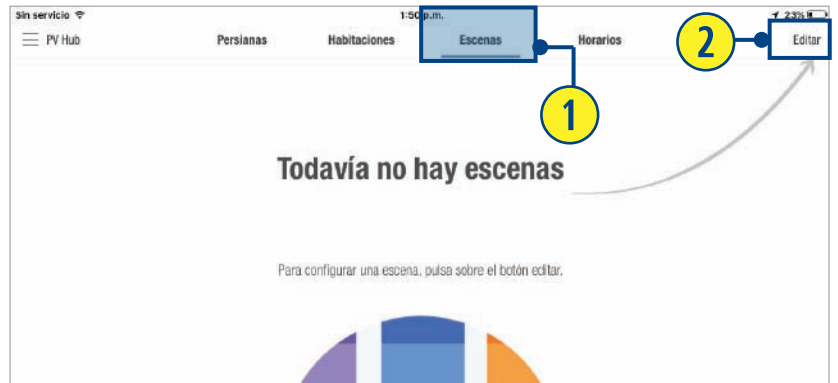 Sin servicio 1:50 p.m. 23%
PV Hub Persianas Habitaciones Escenas Horarios Editar
2
1
Todavía no hay escenas
Para configurar una escena, pulsa sobre el botón editar.